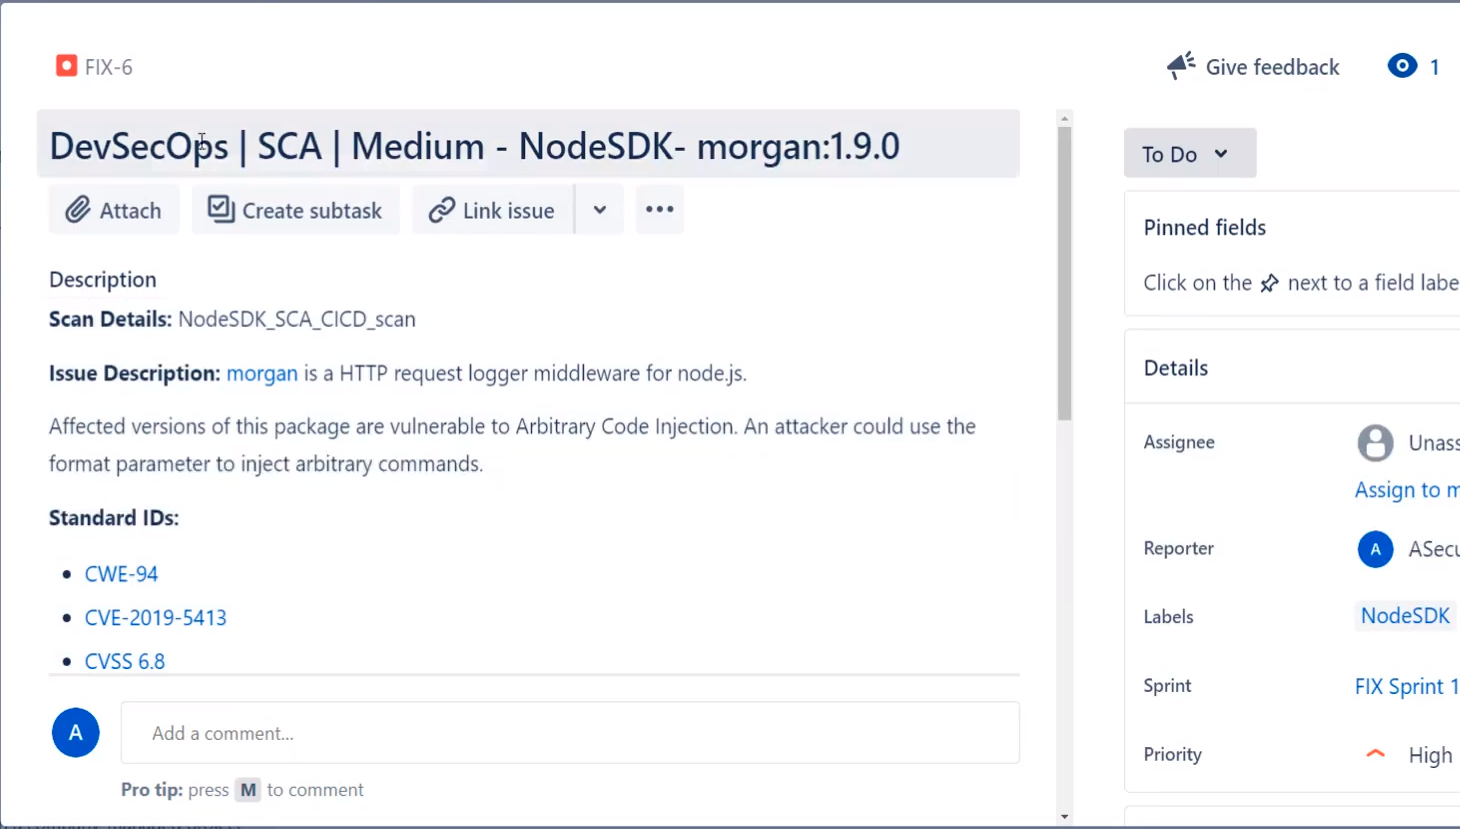 FIX-6
Give feedback
1
DevSecOps | SCA | Medium - NodeSDK- morgan:1.9.0
To Do
Attach
Create subtask
Link issue
Description
Scan Details: NodeSDK_SCA_CICD_scan
Issue Description: morgan is a HTTP request logger middleware for node.js.
Affected versions of this package are vulnerable to Arbitrary Code Injection. An attacker could use the
format parameter to inject arbitrary commands.
Standard IDs:
CWE-94
CVE-2019-5413
CVSS 6.8
A
Add a comment...
Pro tip: press M to comment
Pinned fields
Click on the next to a field labe
Details
Assignee
Unass
Assign to m
Reporter
A
ASecu
Labels
NodeSDK
Sprint
FIX Sprint 1
Priority
High